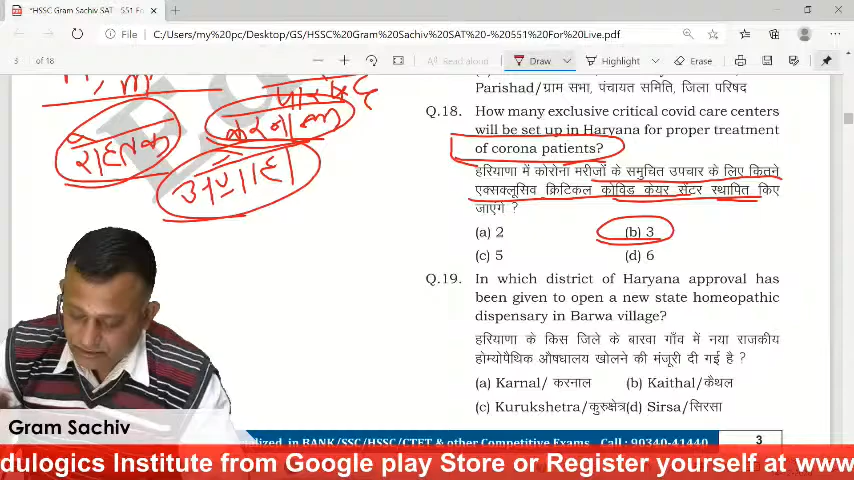 HSSC Gram Sachiv SAT - 551 Fo
File
C:/Users/my%20pc/Desktop/GS/HSSC%20Gram%20Sachiv%20SAT%20-%20551%20For%20Live.pdf
3 of 18
Read aloud
Draw
Highlight
Erase
रोहतक
करनाल
अम्बाला
Parishad/ग्राम सभा, पंचायत समिति, जिला परिषद
Q.18 How many exclusive critical covid care centers
will be set up in Haryana for proper treatment
of corona patients?
हरियाणा में कोरोना मरीजों के समुचित उपचार के लिए कितने
एक्सक्लूसिव क्रिटिकल कोविड केयर सेंटर स्थापित किए
जाएंगे ?
(a) 2 (b) 3
(c) 5 (d) 6
Q.19 In which district of Haryana approval has
been given to open a new state homeopathic
dispensary in Barwa village?
हरियाणा के किस जिले के बारवा गाँव में नया राजकीय
होम्योपैथिक औषधालय खोलने की मंजूरी दी गई है ?
(a) Karnal/ करनाल (b) Kaithal/कैथल
(c) Kurukshetra/कुरुक्षेत्र(d) Sirsa/सिरसा
Gram Sachiv
in BANK/SSC/HSSC/CTET & other Competitive Exams. Call : 90340-41440
3
dulogics Institute from Google play Store or Register yourself at www